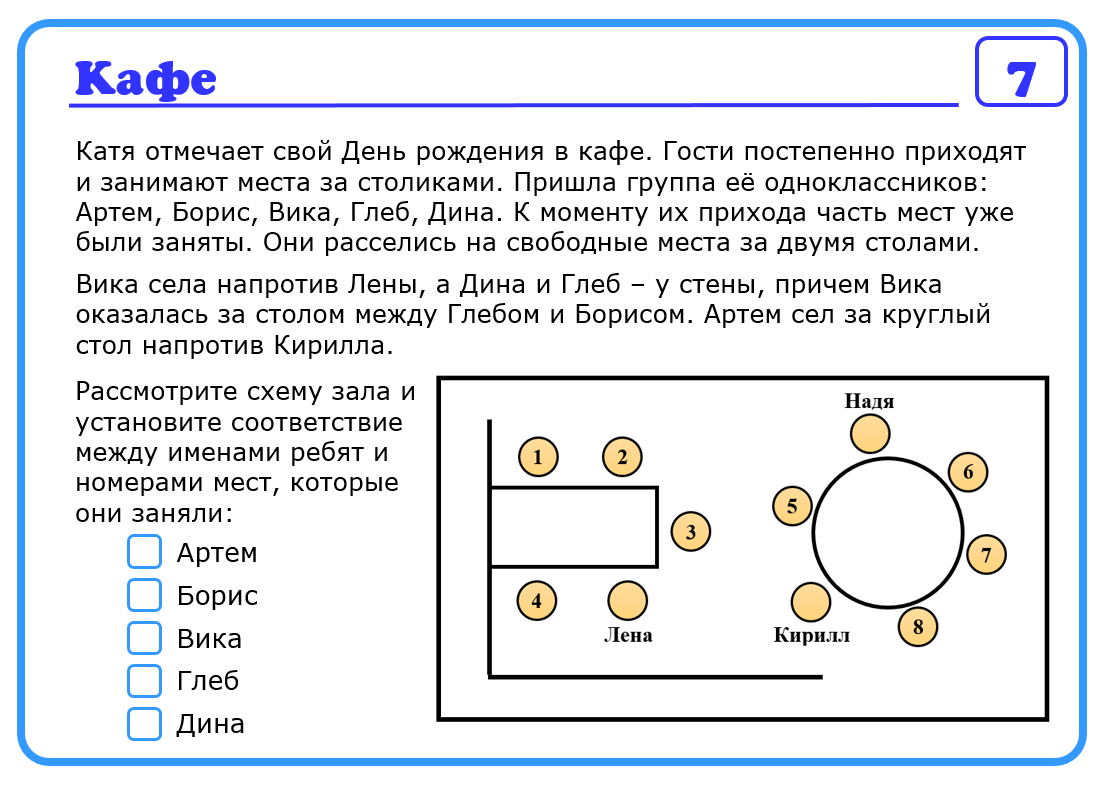 Кафе
7
Катя отмечает свой День рождения в кафе. Гости постепенно приходят
и занимают места за столиками. Пришла группа её одноклассников:
Артем, Борис, Вика, Глеб, Дина. К моменту их прихода часть мест уже
были заняты. Они расселись на свободные места за двумя столами.
Вика села напротив Лены, а Дина и Глеб – у стены, причем Вика
оказалась за столом между Глебом и Борисом. Артем сел за круглый
стол напротив Кирилла.
Рассмотрите схему зала и
установите соответствие
между именами ребят и
номерами мест, которые
они заняли:
Артем
Борис
Вика
Глеб
Дина
Надя
1
2
6
5
3
7
4
8
Лена
Кирилл